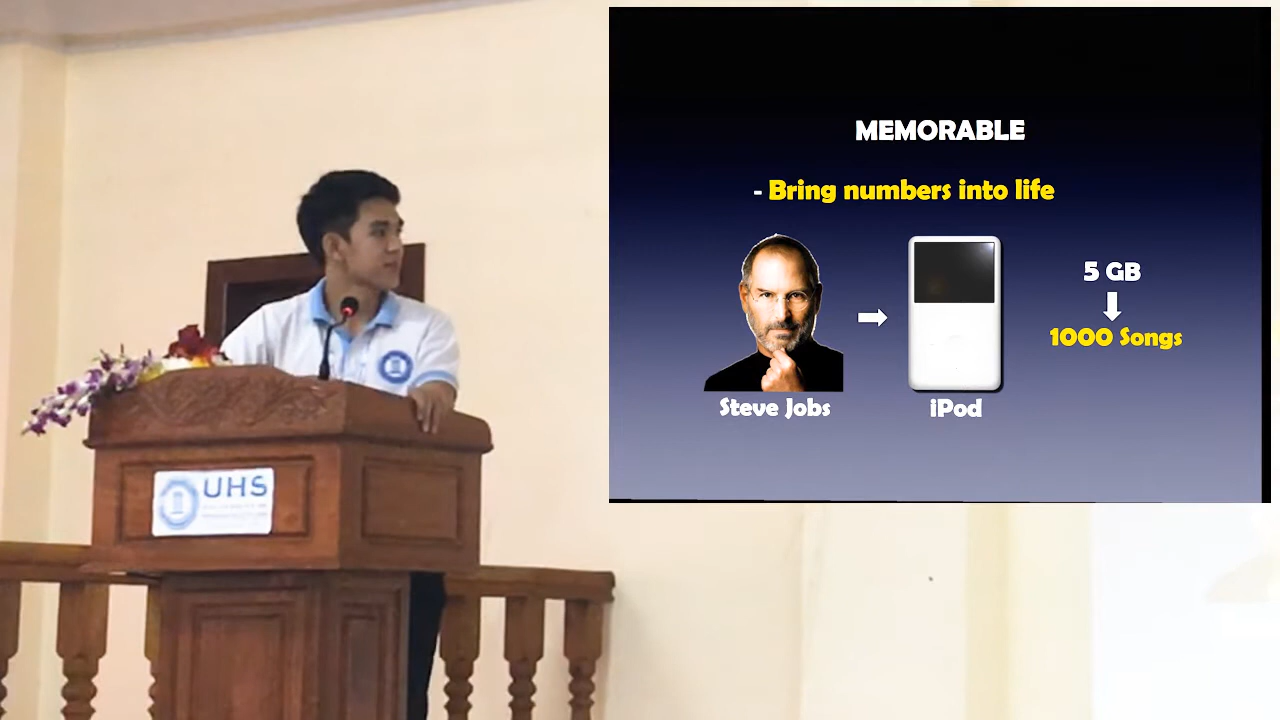 MEMORABLE
- Bring numbers into life
5 GB
1000 Songs
Steve Jobs
iPod
UHS